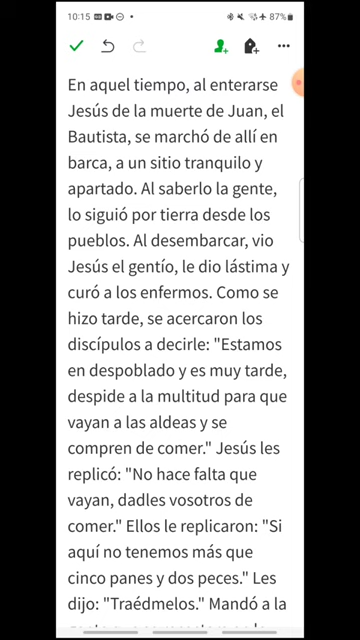 10:15
87%
En aquel tiempo, al enterarse
Jesús de la muerte de Juan, el
Bautista, se marchó de allí en
barca, a un sitio tranquilo y
apartado. Al saberlo la gente,
lo siguió por tierra desde los
pueblos. Al desembarcar, vio
Jesús el gentío, le dio lástima y
curó a los enfermos. Como se
hizo tarde, se acercaron los
discípulos a decirle: "Estamos
en despoblado y es muy tarde,
despide a la multitud para que
vayan a las aldeas y se
compren de comer." Jesús les
replicó: "No hace falta que
vayan, dadles vosotros de
comer." Ellos le replicaron: "Si
aquí no tenemos más que
cinco panes y dos peces." Les
dijo: "Traédmelos." Mandó a la